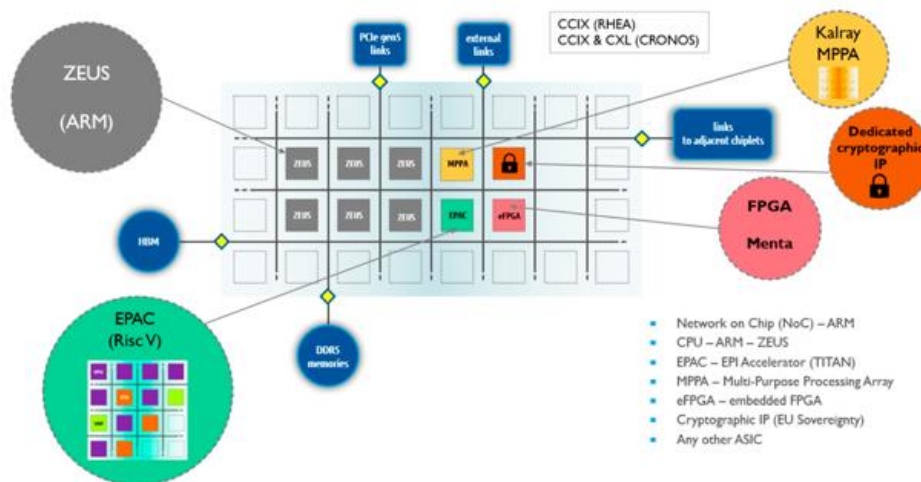 ZEUS
(ARM)
PCIe gen5
links
external
links
CCIX (RHEA)
CCIX & CXL (CRONOS)
Kalray
MPPA
links
to adjacent chiplets
Dedicated
cryptographic
IP
ZEUS ZEUS ZEUS MPPA
ZEUS ZEUS ZEUS EPAC eFPGA
FPGA
Menta
HBM
EPAC
(Risc V)
DDR5
memories
Network on Chip (NoC) – ARM
CPU – ARM – ZEUS
EPAC – EPI Accelerator (TITAN)
MPPA – Multi-Purpose Processing Array
eFPGA – embedded FPGA
Cryptographic IP (EU Sovereignty)
Any other ASIC